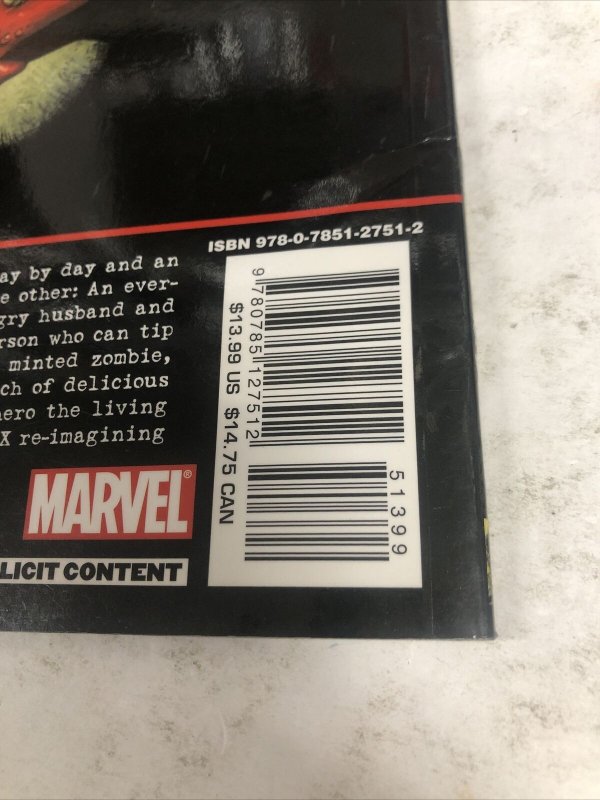 ISBN 978-0-7851-2751-2
ay by day and an
e other: An ever-
gry husband and
rson who can tip
minted zombie,
ch of delicious
ero the living
X re-imagining
MARVEL®
LICIT CONTENT
9 780785 127512
$13.99 US $14.75 CAN
51399